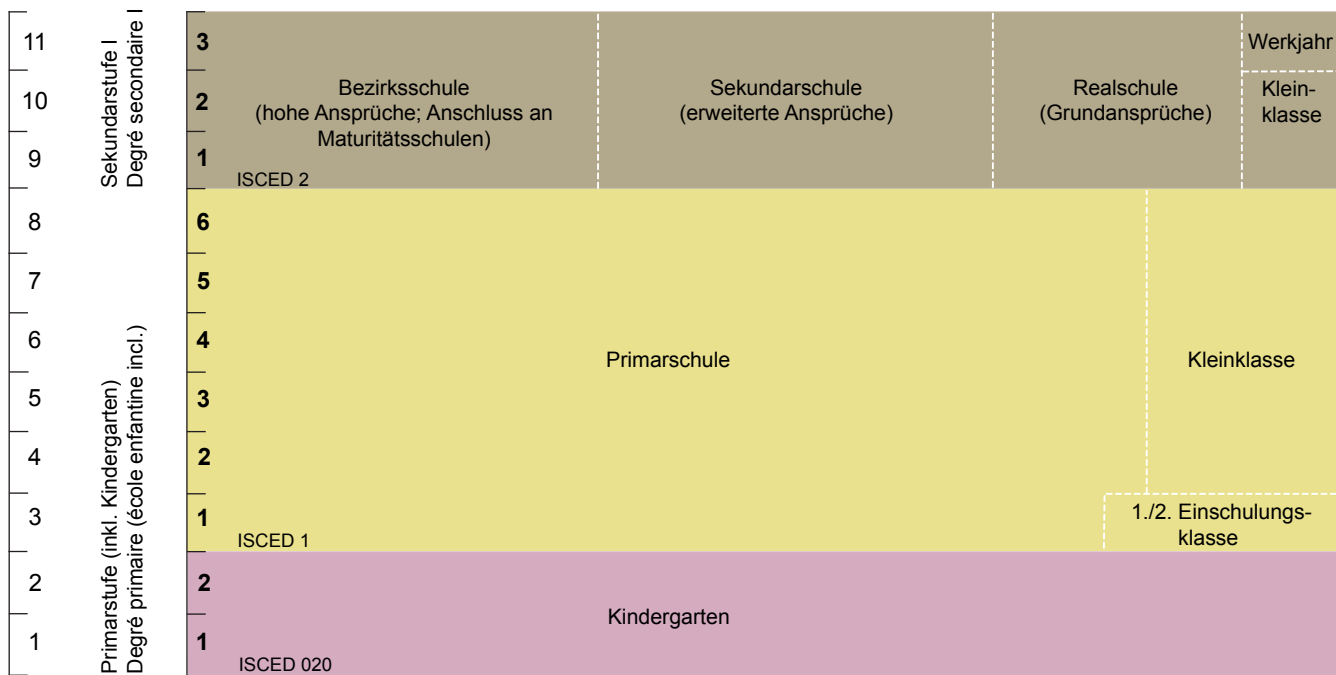 11
10
9
8
7
6
5
4
3
2
1
Sekundarstufe I
Degré secondaire I
Primarstufe (inkl. Kindergarten)
Degré primaire (école enfantine incl.)
3
2
1
Bezirksschule
(hohe Ansprüche; Anschluss an
Maturitätsschulen)
ISCED 2
Sekundarschule
(erweiterte Ansprüche)
Realschule
(Grundansprüche)
Werkjahr
Klein-
klasse
6
5
4
3
2
1
Primarschule
Kleinklasse
1./2. Einschulungs-
klasse
ISCED 1
2
1
Kindergarten
ISCED 020